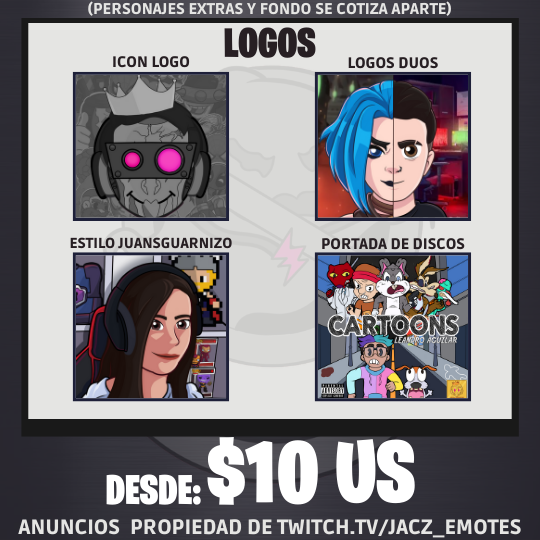 (PERSONAJES EXTRAS Y FONDO SE COTIZA APARTE)
LOGOS
ICON LOGO
LOGOS DUOS
ESTILO JUANSGUARNIZO
PORTADA DE DISCOS
CARTOONS
LEANDRO AGUILAR
DESDE: $10 US
ANUNCIOS PROPIEDAD DE TWITCH.TV/JACZ_EMOTES